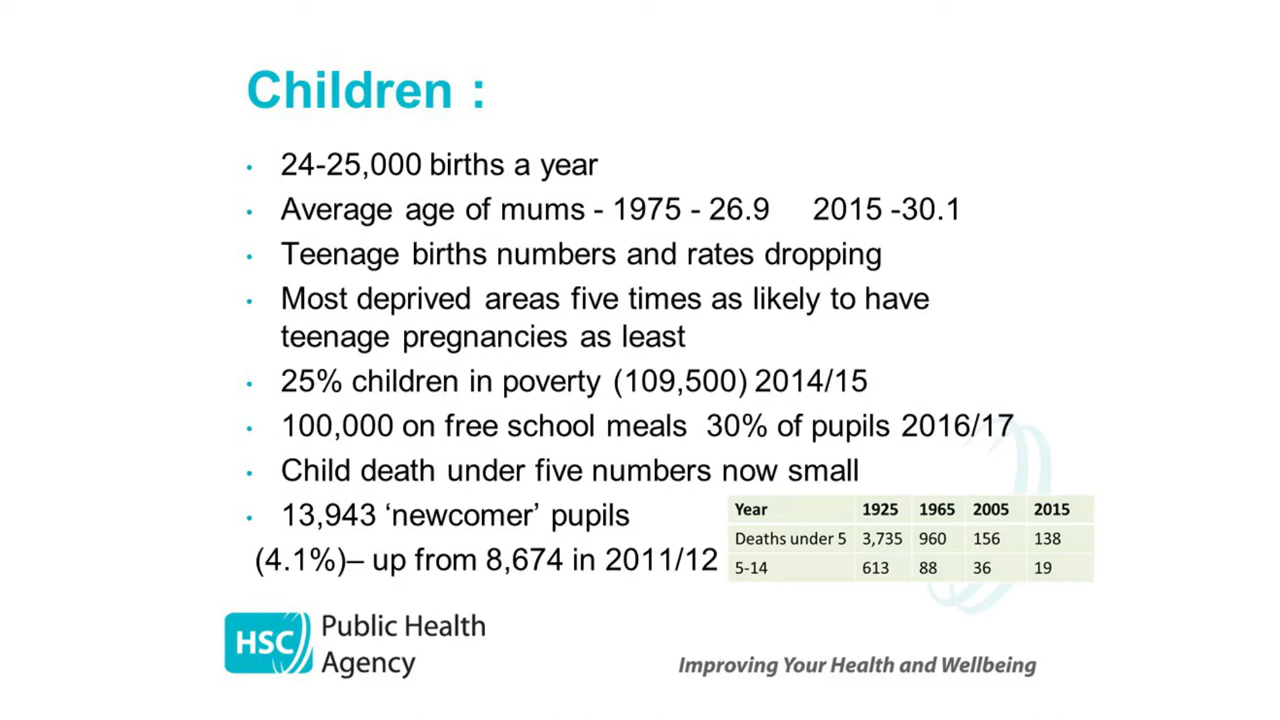 Children :
24-25,000 births a year
Average age of mums - 1975 - 26.9 2015 -30.1
Teenage births numbers and rates dropping
Most deprived areas five times as likely to have
teenage pregnancies as least
25% children in poverty (109,500) 2014/15
100,000 on free school meals 30% of pupils 2016/17
Child death under five numbers now small
13,943 ‘newcomer’ pupils
(4.1%)– up from 8,674 in 2011/12
Year 1925 1965 2005 2015
Deaths under 5 3,735 960 156 138
5-14 613 88 36 19
HSC Public Health
Agency
Improving Your Health and Wellbeing